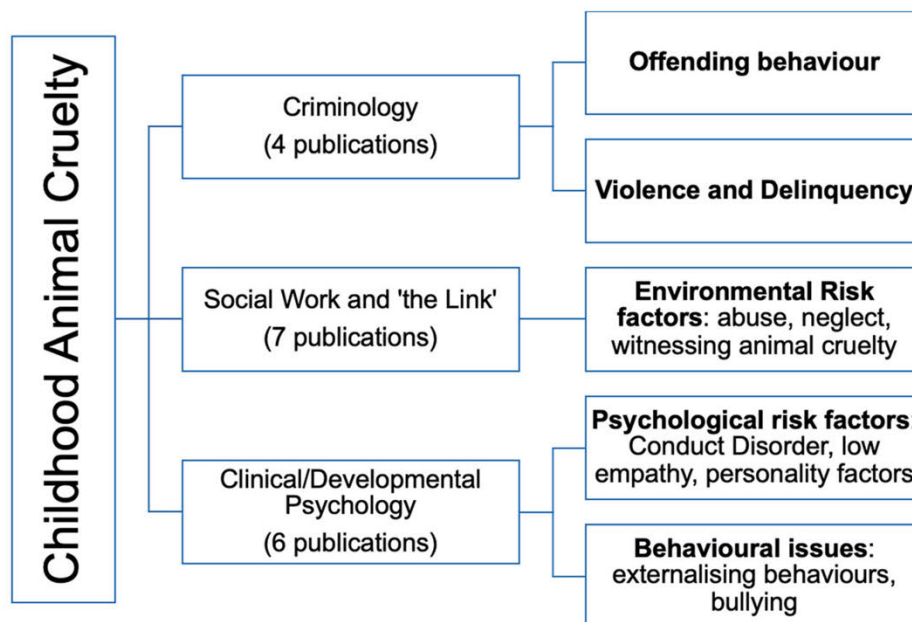 Childhood Animal Cruelty
Criminology
(4 publications)
Offending behaviour
Violence and Delinquency
Social Work and 'the Link'
(7 publications)
Environmental Risk
factors: abuse, neglect,
witnessing animal cruelty
Clinical/Developmental
Psychology
(6 publications)
Psychological risk factors:
Conduct Disorder, low
empathy, personality factors
Behavioural issues:
externalising behaviours,
bullying